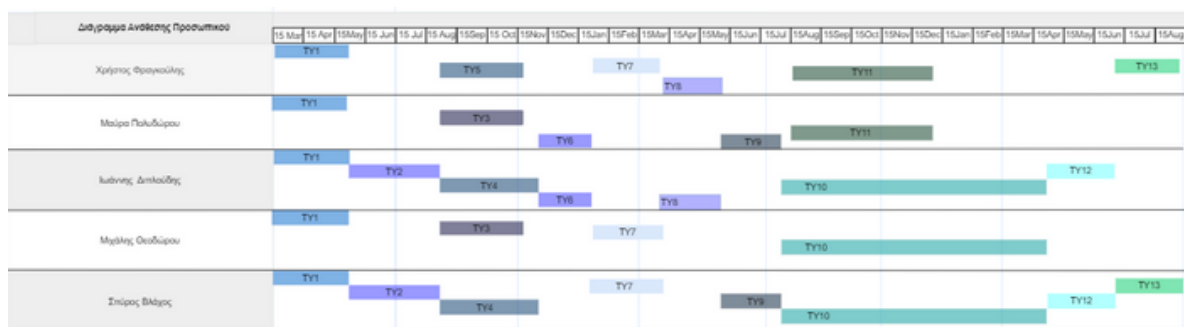 Διάγραμμα Ανάθεσης Προσωπικού
15 Mar 15 Apr 15May 15 Jun 15 Jul 15Aug 15Sep 15 Oct 15Nov 15Dec 15Jan 15Feb 15Mar 15Apr 15May 15Jun 15Jul 15Aug 15Sep 15Oct 15Nov 15Dec 15Jan 15Feb 15Mar 15Apr 15May 15Jun 15Jul 15Aug
TY1
Χρήστος Φραγκούλης TY5 TY7 TY11 TY13
TY8
TY1
Μαύρα Πολυδώρου TY3 TY11
TY6 TY9
TY1
TY2 TY12
Ιωάννης Διπλούδης TY4 TY10
TY6 TY8
TY1
TY3 TY7
Μιχάλης Θεοδώρου TY10
TY1
TY7 TY13
TY2
Σπύρος Βλάχος TY4 TY9 TY12
TY10